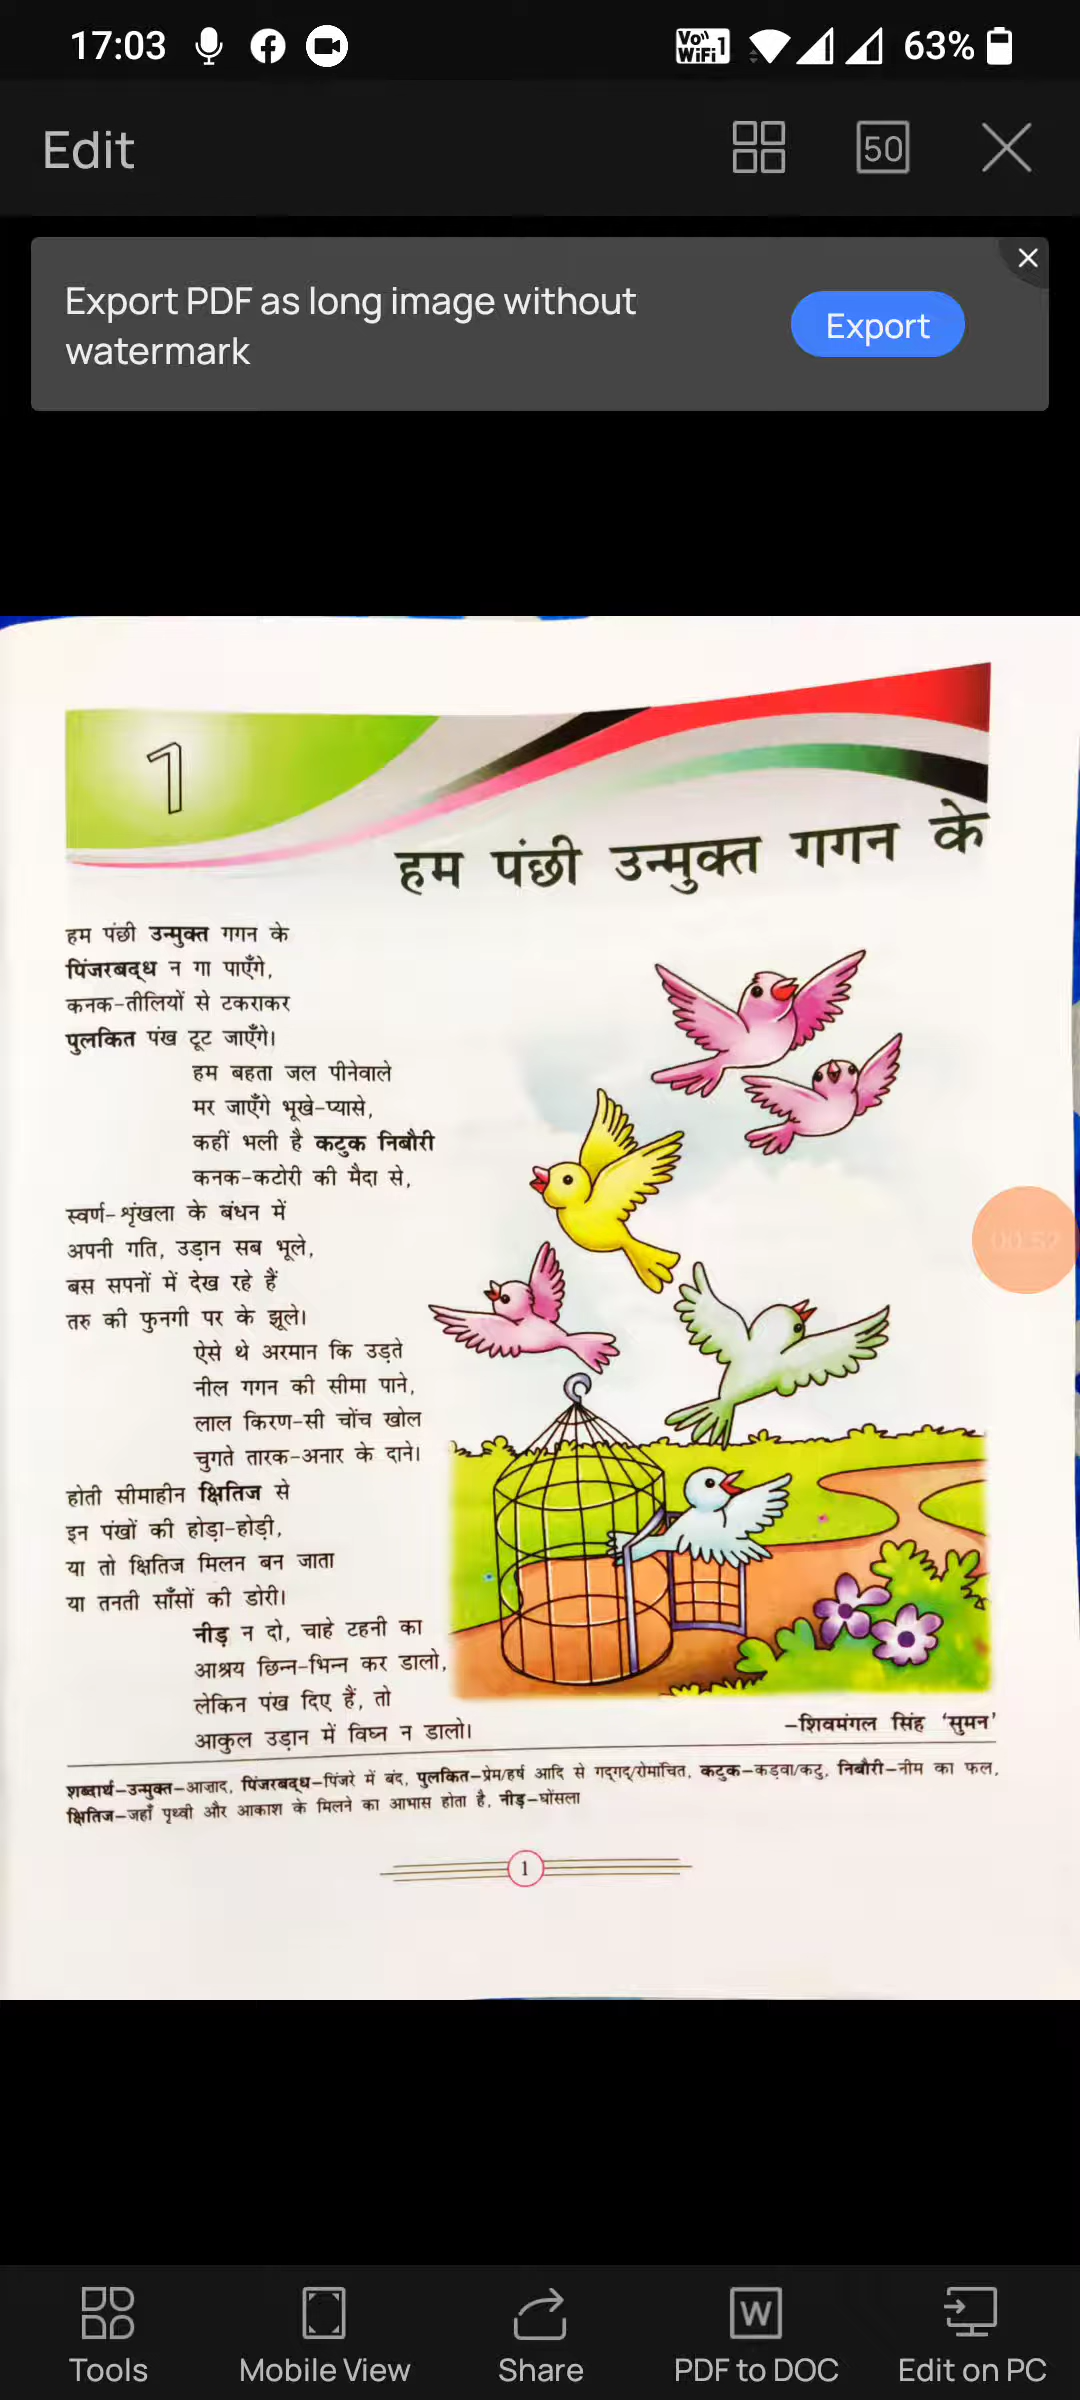 17:03
Vo)) WiFi 1
63%
Edit
50
Export PDF as long image without
watermark
Export
1
हम पंछी उन्मुक्त गगन के
हम पंछी उन्मुक्त गगन के
पिंजरबद्ध न गा पाएँगे,
कनक-तीलियों से टकराकर
पुलकित पंख टूट जाएँगे।
हम बहता जल पीनेवाले
मर जाएँगे भूखे-प्यासे,
कहीं भली है कटुक निबौरी
कनक-कटोरी की मैदा से,
स्वर्ण-शृंखला के बंधन में
अपनी गति, उड़ान सब भूले,
बस सपनों में देख रहे हैं
तरु की फुनगी पर के झूले।
ऐसे थे अरमान कि उड़ते
नील गगन की सीमा पाने,
लाल किरण-सी चोंच खोल
चुगते तारक-अनार के दाने।
होती सीमाहीन क्षितिज से
इन पंखों की होड़ा-होड़ी,
या तो क्षितिज मिलन बन जाता
या तनती साँसों की डोरी।
नीड़ न दो, चाहे टहनी का
आश्रय छिन्न-भिन्न कर डालो,
लेकिन पंख दिए हैं, तो
आकुल उड़ान में विघ्न न डालो।
–शिवमंगल सिंह ‘सुमन’
शब्दार्थ–उन्मुक्त–आज़ाद, पिंजरबद्ध–पिंजरे में बंद, पुलकित–प्रेम/हर्ष आदि से गद्गद्/रोमांचित, कटुक–कड़वा/कटु, निबौरी–नीम का फल,
क्षितिज–जहाँ पृथ्वी और आकाश के मिलने का आभास होता है, नीड़–घोंसला
1
00:52
Tools
Mobile View
Share
W
PDF to DOC
Edit on PC